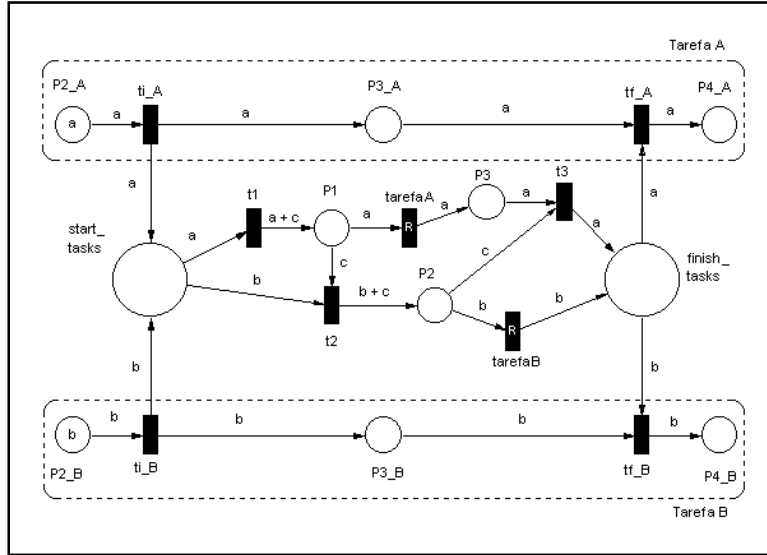 Tarefa A
P2_A
ti_A
P3_A
tf_A
P4_A
a
a
a
a
a
a
a
t1
P1
tarefaA
P3
t3
start_
tasks
a
a + c
a
R
a
a
a
c
c
P2
finish_
tasks
b
b + c
b
R
b
t2
tarefaB
b
b
b
b
b
b
b
b
P2_B
ti_B
P3_B
tf_B
P4_B
Tarefa B